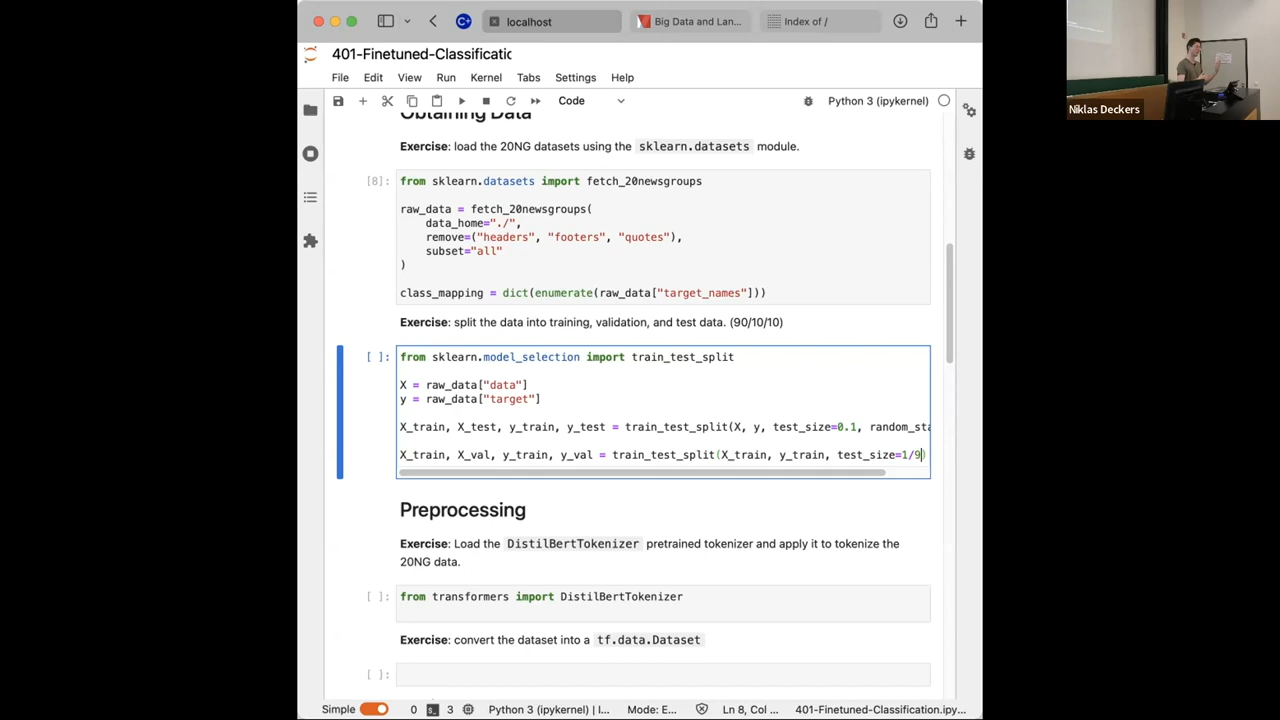 localhost
Big Data and Lan...
Index of /
401-Finetuned-Classificatic
File Edit View Run Kernel Tabs Settings Help
Code
Python 3 (ipykernel)
Obtaining Data
Exercise: load the 20NG datasets using the sklearn.datasets module.
[8]:
from sklearn.datasets import fetch_20newsgroups
raw_data = fetch_20newsgroups(
data_home="./",
remove=("headers", "footers", "quotes"),
subset="all"
)
class_mapping = dict(enumerate(raw_data["target_names"]))
Exercise: split the data into training, validation, and test data. (90/10/10)
[ ]:
from sklearn.model_selection import train_test_split
X = raw_data["data"]
y = raw_data["target"]
X_train, X_test, y_train, y_test = train_test_split(X, y, test_size=0.1, random_sta
X_train, X_val, y_train, y_val = train_test_split(X_train, y_train, test_size=1/9)
Preprocessing
Exercise: Load the DistilBertTokenizer pretrained tokenizer and apply it to tokenize the
20NG data.
[ ]:
from transformers import DistilBertTokenizer
Exercise: convert the dataset into a tf.data.Dataset
[ ]:
Simple 0 $_ 3 Python 3 (ipykernel) | I... Mode: E... Ln 8, Col ... 401-Finetuned-Classification.ipy...
Niklas Deckers